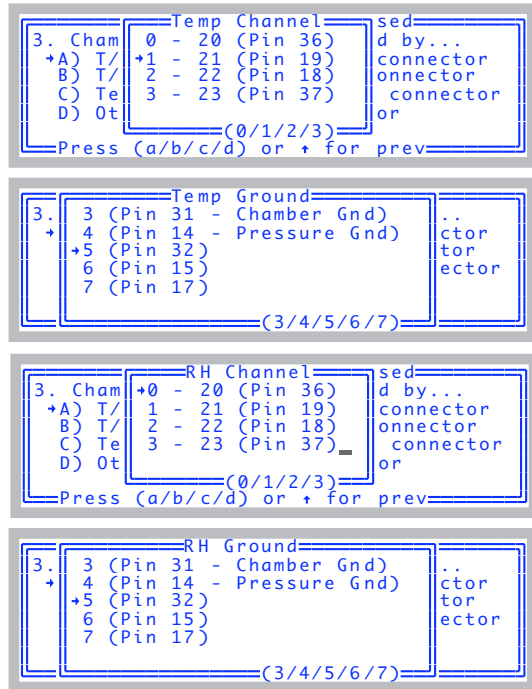 Temp Channel sed
3. Cham 0 - 20 (Pin 36) d by...
→A) T/ →1 - 21 (Pin 19) connector
B) T/ 2 - 22 (Pin 18) onnector
C) Te 3 - 23 (Pin 37) connector
D) Ot or
(0/1/2/3)
Press (a/b/c/d) or ↑ for prev
Temp Ground
3. 3 (Pin 31 - Chamber Gnd) ..
→ 4 (Pin 14 - Pressure Gnd) ctor
→5 (Pin 32) tor
6 (Pin 15) ector
7 (Pin 17)
(3/4/5/6/7)
RH Channel sed
3. Cham →0 - 20 (Pin 36) d by...
→A) T/ 1 - 21 (Pin 19) connector
B) T/ 2 - 22 (Pin 18) onnector
C) Te 3 - 23 (Pin 37)_ connector
D) Ot or
(0/1/2/3)
Press (a/b/c/d) or ↑ for prev
RH Ground
3. 3 (Pin 31 - Chamber Gnd) ..
→ 4 (Pin 14 - Pressure Gnd) ctor
→5 (Pin 32) tor
6 (Pin 15) ector
7 (Pin 17)
(3/4/5/6/7)